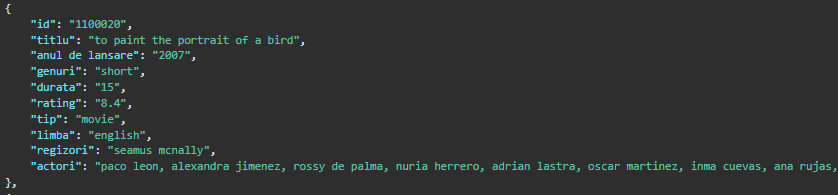 {
"id": "1100020",
"titlu": "to paint the portrait of a bird",
"anul de lansare": "2007",
"genuri": "short",
"durata": "15",
"rating": "8.4",
"tip": "movie",
"limba": "english",
"regizori": "seamus mcnally",
"actori": "paco leon, alexandra jimenez, rossy de palma, nuria herrero, adrian lastra, oscar martinez, inma cuevas, ana rujas,
},